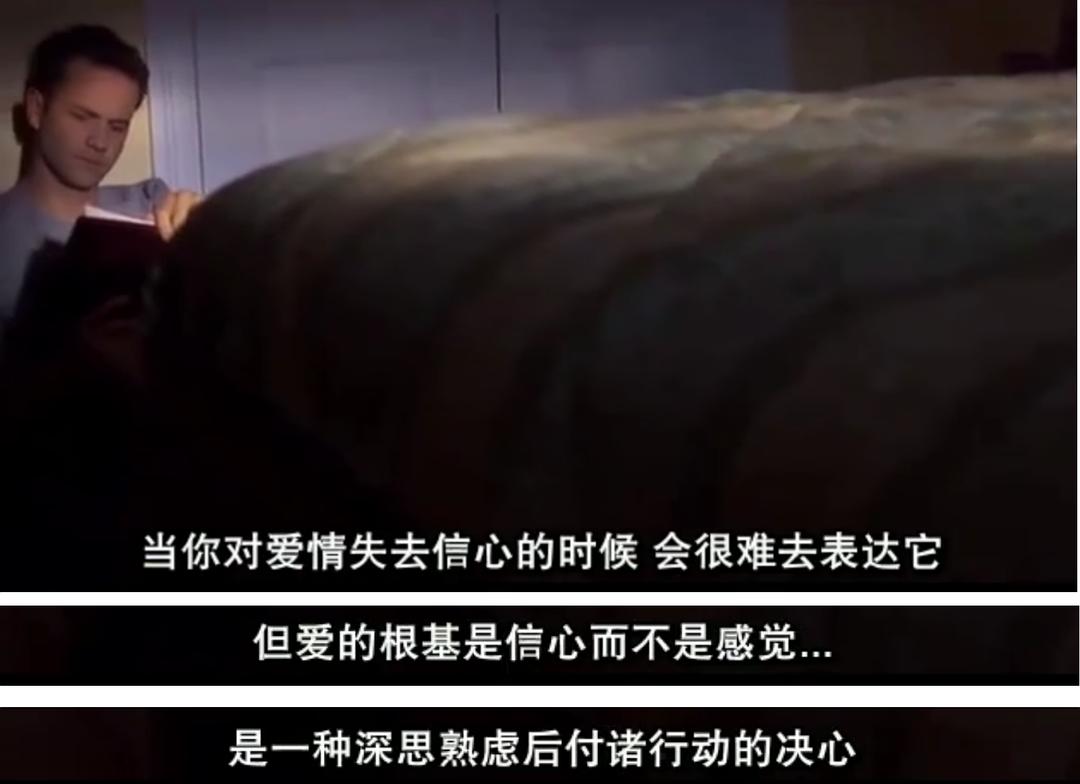 当你对爱情失去信心的时候 会很难去表达它
但爱的根基是信心而不是感觉...
是一种深思熟虑后付诸行动的决心